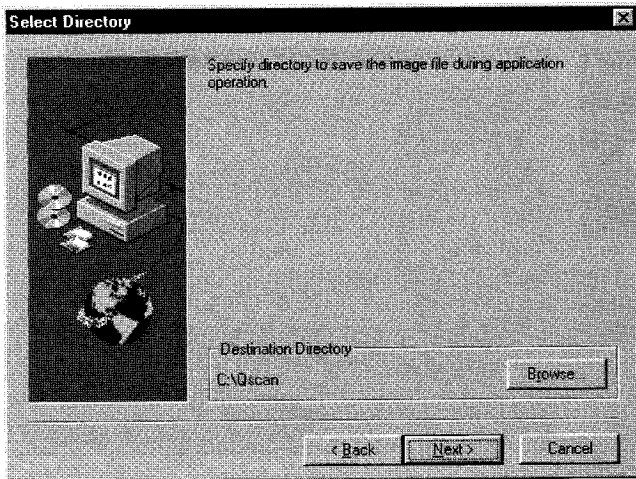 Select Directory
Specify directory to save the image file during application
operation.
Destination Directory
C:\Qscan
Browse
< Back
Next >
Cancel